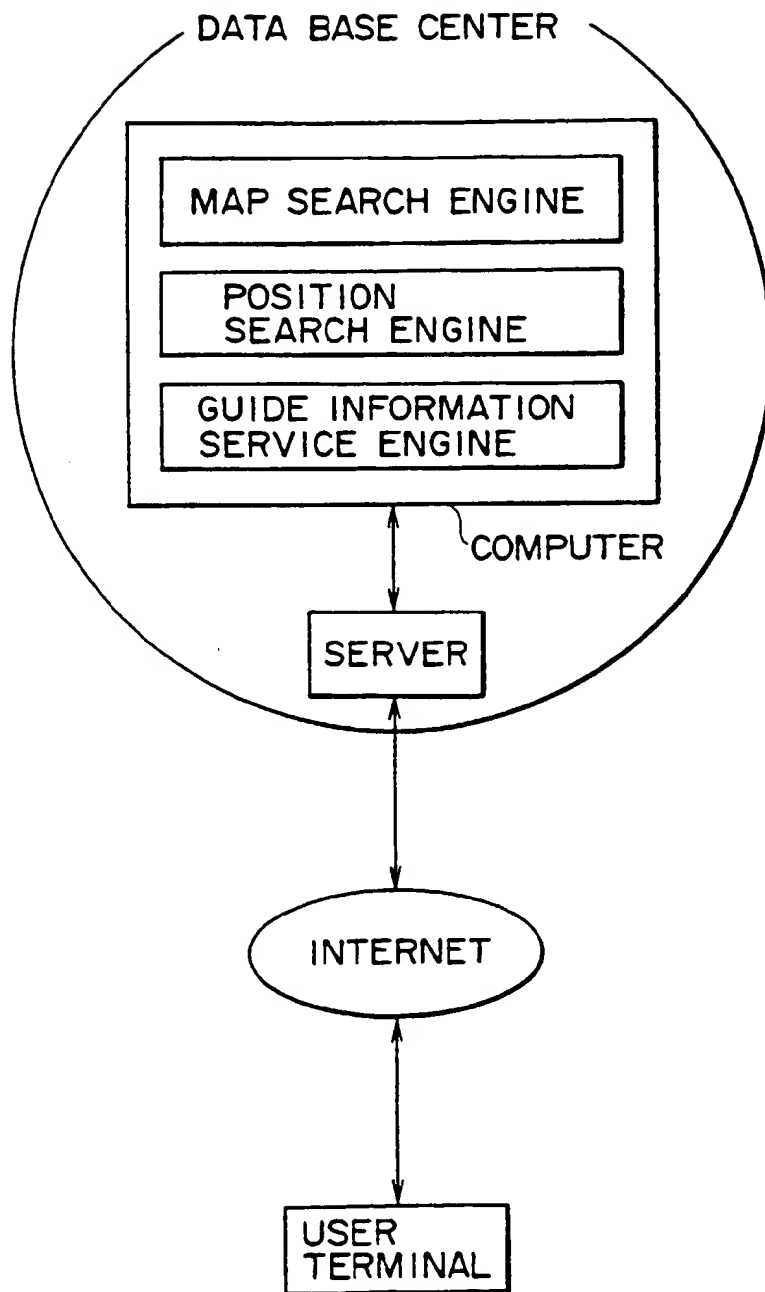 DATA BASE CENTER
MAP SEARCH ENGINE
POSITION
SEARCH ENGINE
GUIDE INFORMATION
SERVICE ENGINE
COMPUTER
SERVER
INTERNET
USER
TERMINAL